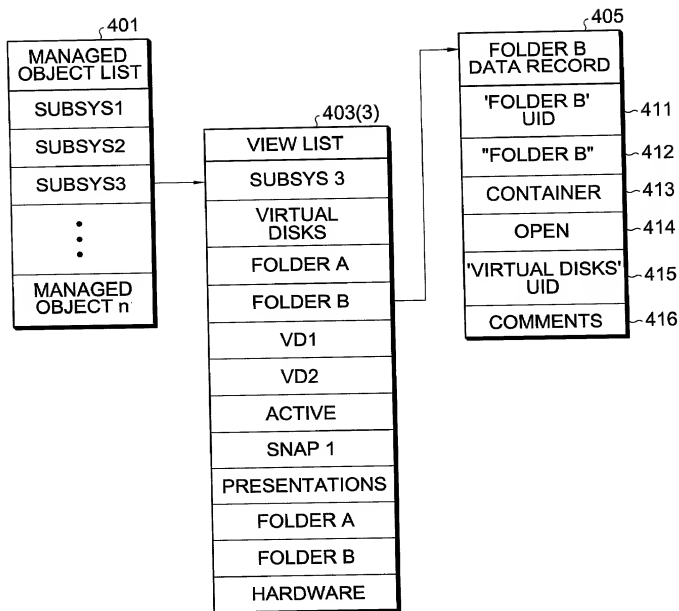 401
MANAGED
OBJECT LIST
SUBSYS1
SUBSYS2
SUBSYS3
MANAGED
OBJECT n
403(3)
VIEW LIST
SUBSYS 3
VIRTUAL
DISKS
FOLDER A
FOLDER B
VD1
VD2
ACTIVE
SNAP 1
PRESENTATIONS
FOLDER A
FOLDER B
HARDWARE
405
FOLDER B
DATA RECORD
'FOLDER B'
UID
411
"FOLDER B"
412
CONTAINER
413
OPEN
414
'VIRTUAL DISKS'
UID
415
COMMENTS
416